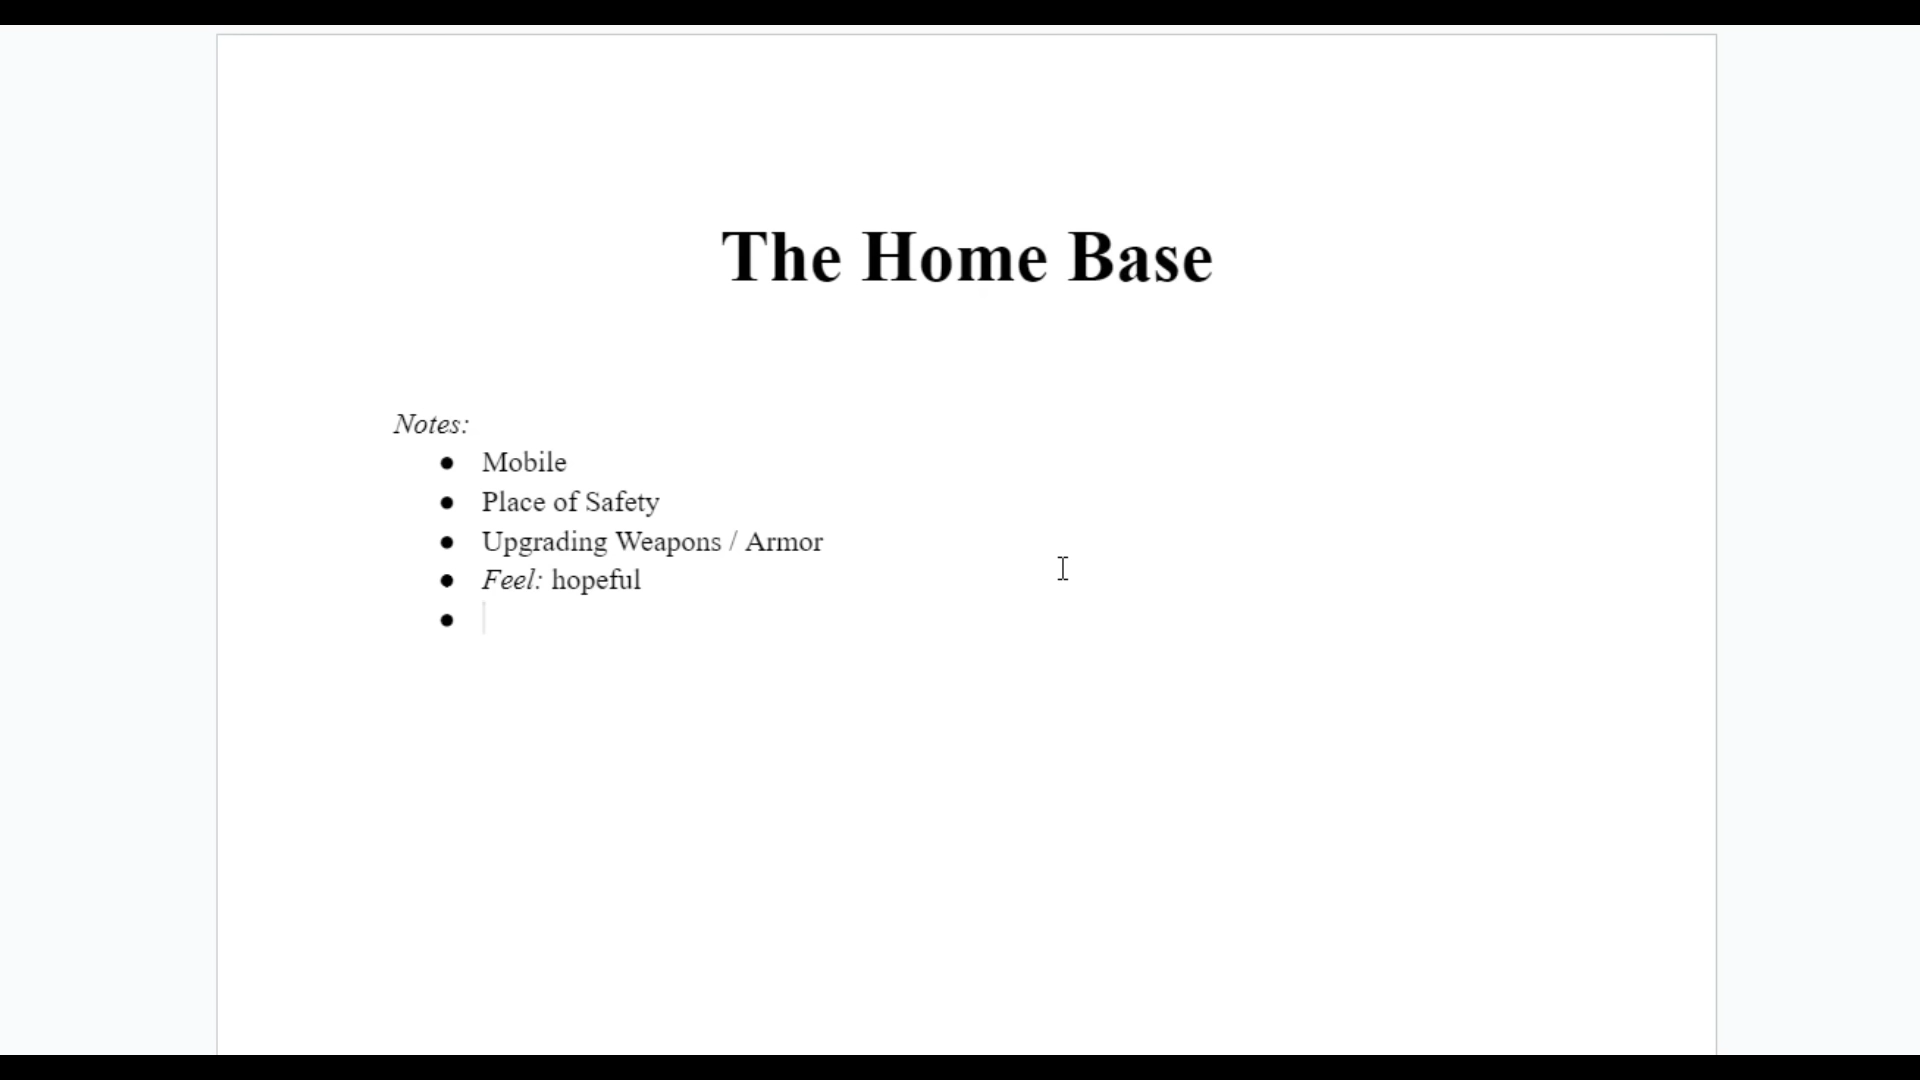 The Home Base
Notes:
● Mobile
● Place of Safety
● Upgrading Weapons / Armor
● Feel: hopeful
●